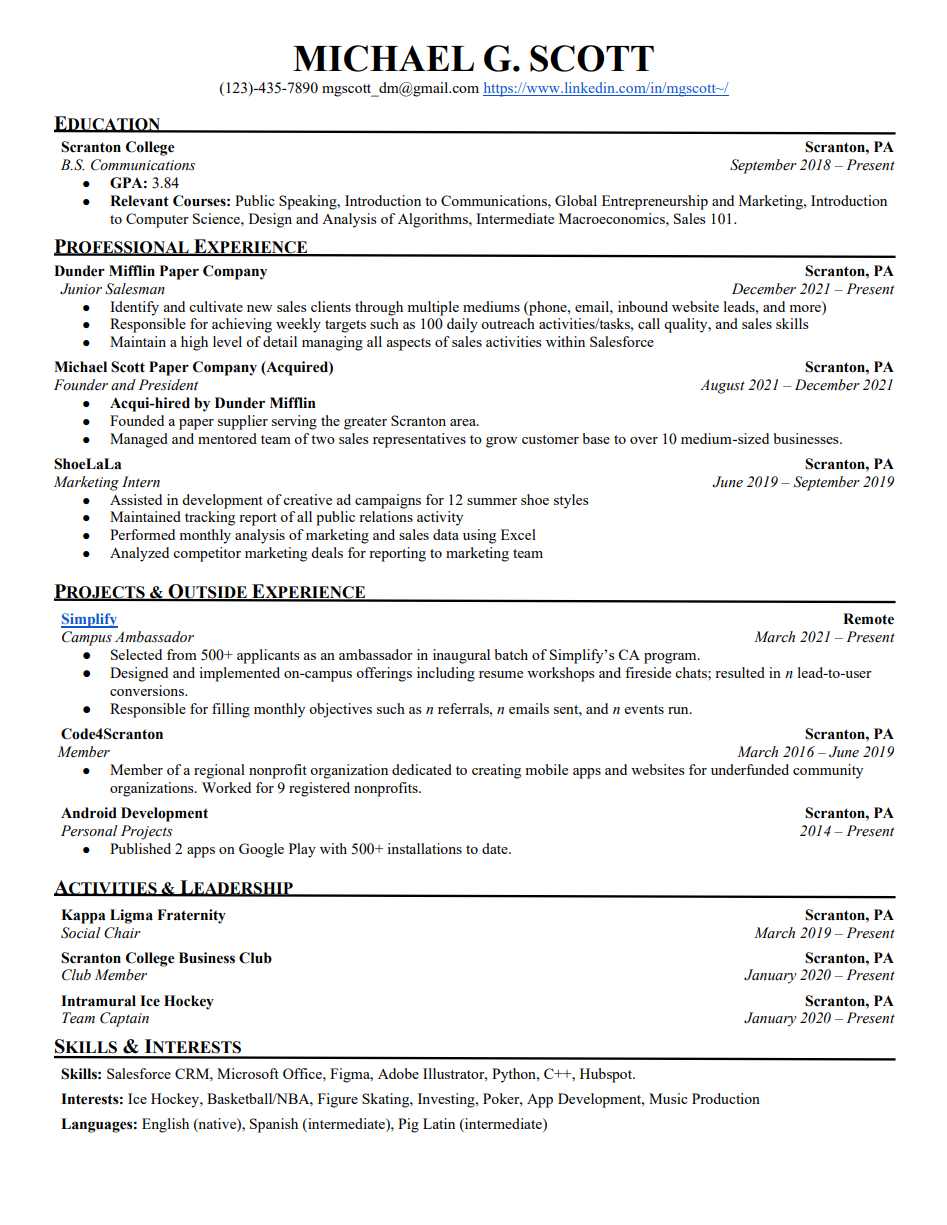 MICHAEL G. SCOTT
(123)-435-7890 mgscott_dm@gmail.com https://www.linkedin.com/in/mgscott~/
EDUCATION
Scranton College Scranton, PA
B.S. Communications September 2018 – Present
● GPA: 3.84
● Relevant Courses: Public Speaking, Introduction to Communications, Global Entrepreneurship and Marketing, Introduction
to Computer Science, Design and Analysis of Algorithms, Intermediate Macroeconomics, Sales 101.
PROFESSIONAL EXPERIENCE
Dunder Mifflin Paper Company Scranton, PA
Junior Salesman December 2021 – Present
● Identify and cultivate new sales clients through multiple mediums (phone, email, inbound website leads, and more)
● Responsible for achieving weekly targets such as 100 daily outreach activities/tasks, call quality, and sales skills
● Maintain a high level of detail managing all aspects of sales activities within Salesforce
Michael Scott Paper Company (Acquired) Scranton, PA
Founder and President August 2021 – December 2021
● Acqui-hired by Dunder Mifflin
● Founded a paper supplier serving the greater Scranton area.
● Managed and mentored team of two sales representatives to grow customer base to over 10 medium-sized businesses.
ShoeLaLa Scranton, PA
Marketing Intern June 2019 – September 2019
● Assisted in development of creative ad campaigns for 12 summer shoe styles
● Maintained tracking report of all public relations activity
● Performed monthly analysis of marketing and sales data using Excel
● Analyzed competitor marketing deals for reporting to marketing team
PROJECTS & OUTSIDE EXPERIENCE
Simplify Remote
Campus Ambassador March 2021 – Present
● Selected from 500+ applicants as an ambassador in inaugural batch of Simplify’s CA program.
● Designed and implemented on-campus offerings including resume workshops and fireside chats; resulted in n lead-to-user
conversions.
● Responsible for filling monthly objectives such as n referrals, n emails sent, and n events run.
Code4Scranton Scranton, PA
Member March 2016 – June 2019
● Member of a regional nonprofit organization dedicated to creating mobile apps and websites for underfunded community
organizations. Worked for 9 registered nonprofits.
Android Development Scranton, PA
Personal Projects 2014 – Present
● Published 2 apps on Google Play with 500+ installations to date.
ACTIVITIES & LEADERSHIP
Kappa Ligma Fraternity Scranton, PA
Social Chair March 2019 – Present
Scranton College Business Club Scranton, PA
Club Member January 2020 – Present
Intramural Ice Hockey Scranton, PA
Team Captain January 2020 – Present
SKILLS & INTERESTS
Skills: Salesforce CRM, Microsoft Office, Figma, Adobe Illustrator, Python, C++, Hubspot.
Interests: Ice Hockey, Basketball/NBA, Figure Skating, Investing, Poker, App Development, Music Production
Languages: English (native), Spanish (intermediate), Pig Latin (intermediate)